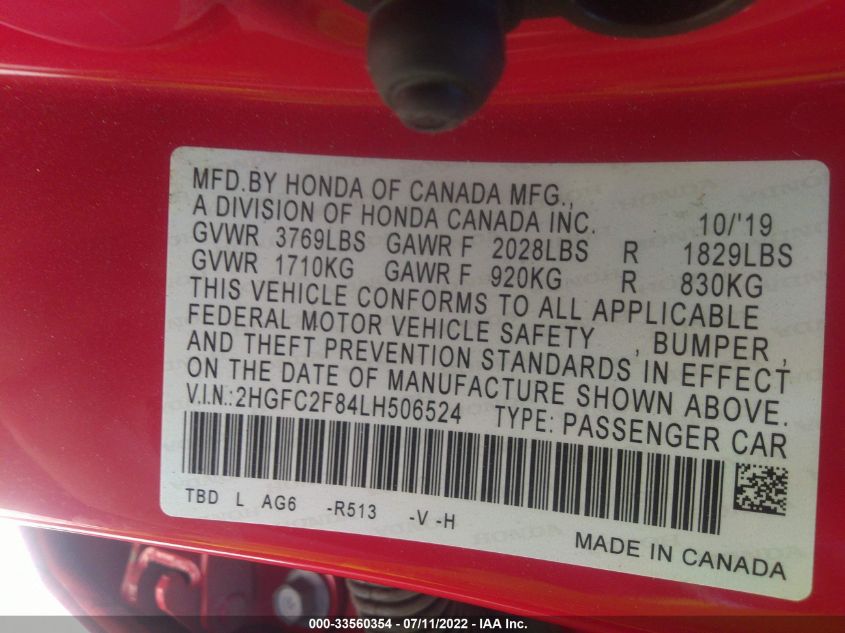 MFD.BY HONDA OF CANADA MFG.,
A DIVISION OF HONDA CANADA INC. 10/'19
GVWR 3769LBS GAWR F 2028LBS R 1829LBS
GVWR 1710KG GAWR F 920KG R 830KG
THIS VEHICLE CONFORMS TO ALL APPLICABLE
FEDERAL MOTOR VEHICLE SAFETY , BUMPER ,
AND THEFT PREVENTION STANDARDS IN EFFECT
ON THE DATE OF MANUFACTURE SHOWN ABOVE.
V.I.N.:2HGFC2F84LH506524 TYPE: PASSENGER CAR
TBD L AG6 -R513 -V -H
MADE IN CANADA
000-33560354 - 07/11/2022 - IAA Inc.